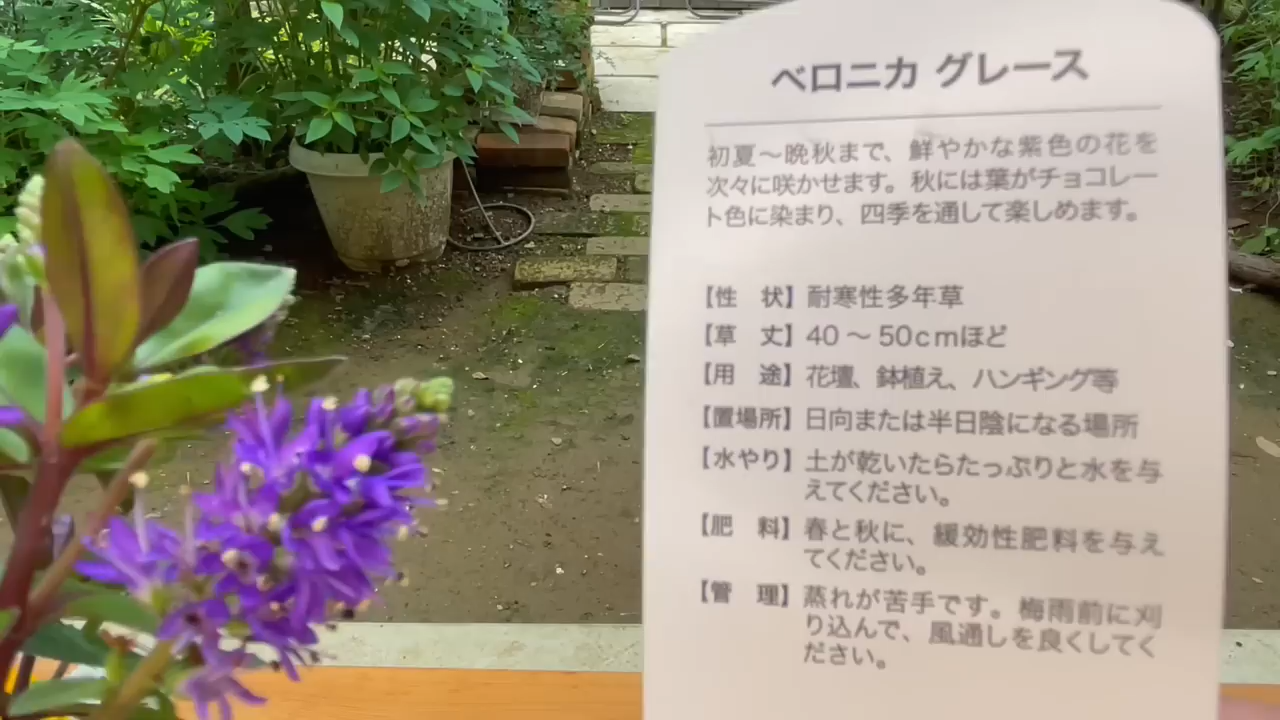 ベロニカ グレース
初夏〜晩秋まで、鮮やかな紫色の花を
次々に咲かせます。秋には葉がチョコレー
ト色に染まり、四季を通して楽しめます。
【性　状】耐寒性多年草
【草　丈】40 〜 50cmほど
【用　途】花壇、鉢植え、ハンギング等
【置場所】日向または半日陰になる場所
【水やり】土が乾いたらたっぷりと水を与
えてください。
【肥　料】春と秋に、緩効性肥料を与え
てください。
【管　理】蒸れが苦手です。梅雨前に刈
り込んで、風通しを良くしてく
ださい。